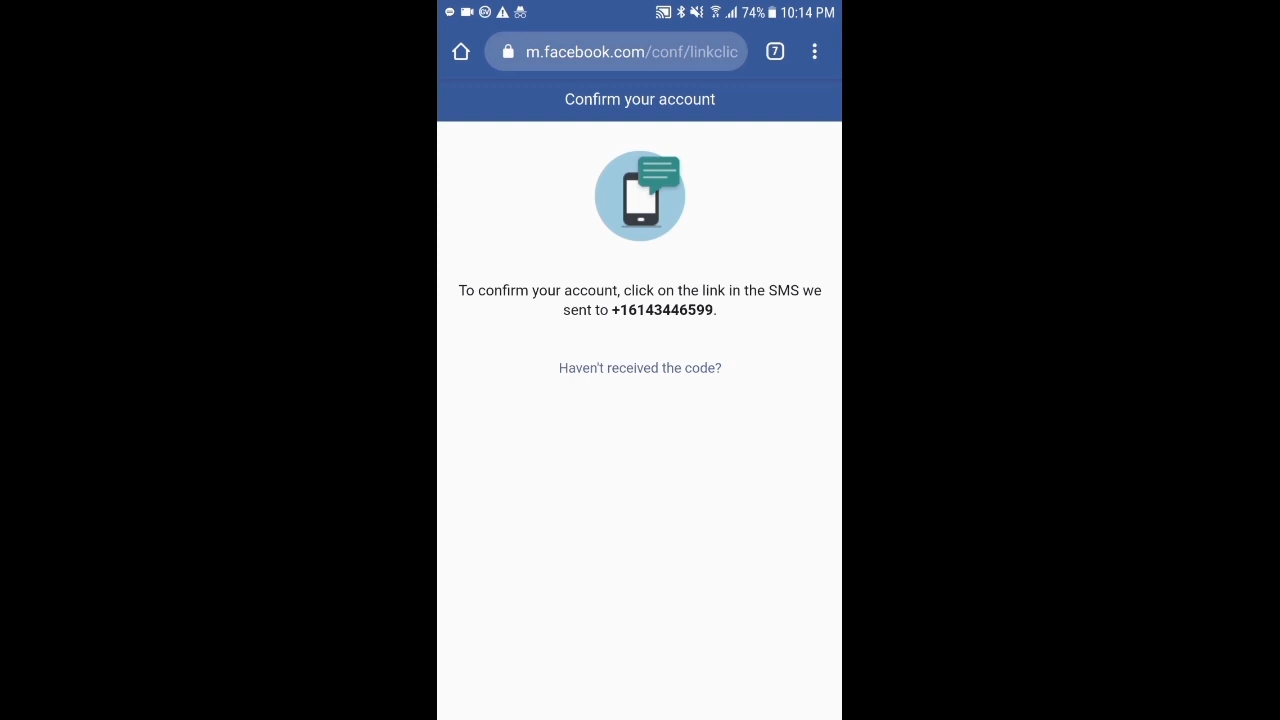 74% 10:14 PM
m.facebook.com/conf/linkclic 7
Confirm your account
To confirm your account, click on the link in the SMS we
sent to +16143446599.
Haven't received the code?